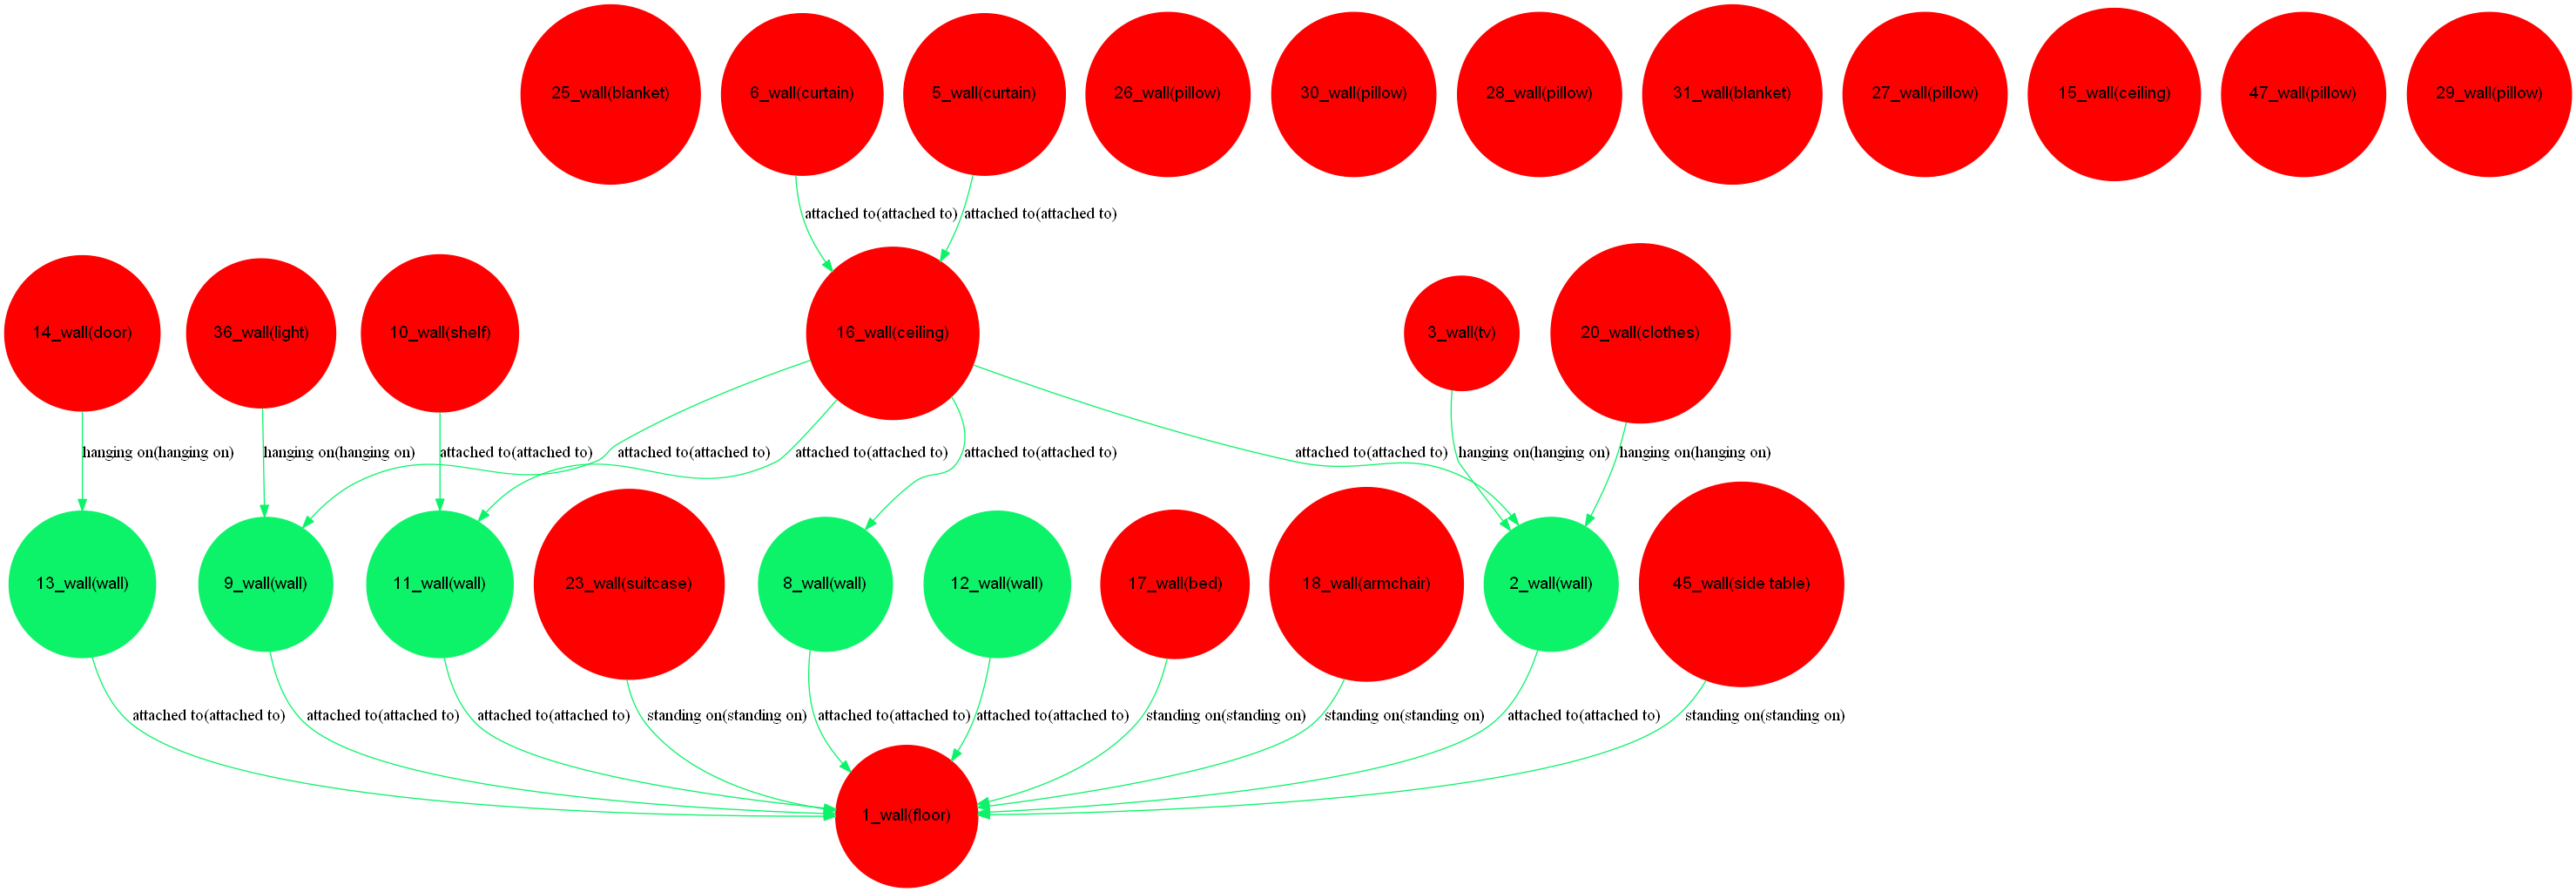 25_wall(blanket)
6_wall(curtain)
5_wall(curtain)
26_wall(pillow)
30_wall(pillow)
28_wall(pillow)
31_wall(blanket)
27_wall(pillow)
15_wall(ceiling)
47_wall(pillow)
29_wall(pillow)
attached to(attached to)
attached to(attached to)
14_wall(door)
36_wall(light)
10_wall(shelf)
16_wall(ceiling)
3_wall(tv)
20_wall(clothes)
hanging on(hanging on)
hanging on(hanging on)
attached to(attached to)
attached to(attached to)
attached to(attached to)
attached to(attached to)
attached to(attached to)
hanging on(hanging on)
hanging on(hanging on)
13_wall(wall)
9_wall(wall)
11_wall(wall)
23_wall(suitcase)
8_wall(wall)
12_wall(wall)
17_wall(bed)
18_wall(armchair)
2_wall(wall)
45_wall(side table)
attached to(attached to)
attached to(attached to)
attached to(attached to)
standing on(standing on)
attached to(attached to)
attached to(attached to)
standing on(standing on)
standing on(standing on)
attached to(attached to)
standing on(standing on)
1_wall(floor)